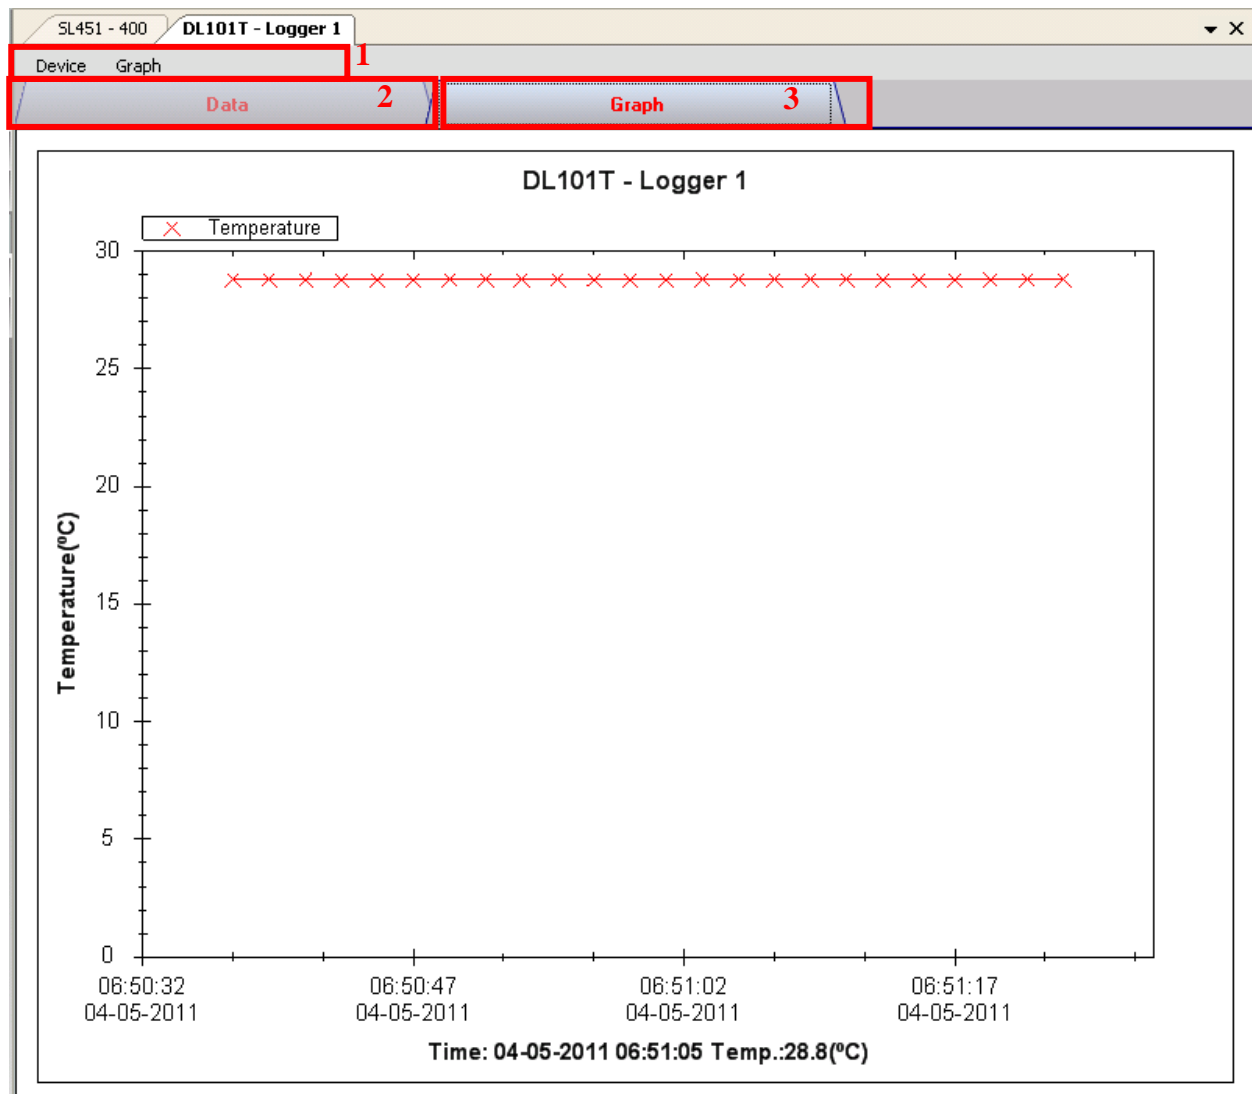 SL451 - 400 DL101T - Logger 1
1
Device Graph
Data 2 Graph 3
DL101T - Logger 1
Temperature
30
25
20
15
10
5
0
Temperature(ºC)
06:50:32 06:50:47 06:51:02 06:51:17
04-05-2011 04-05-2011 04-05-2011 04-05-2011
Time: 04-05-2011 06:51:05 Temp.:28.8(ºC)